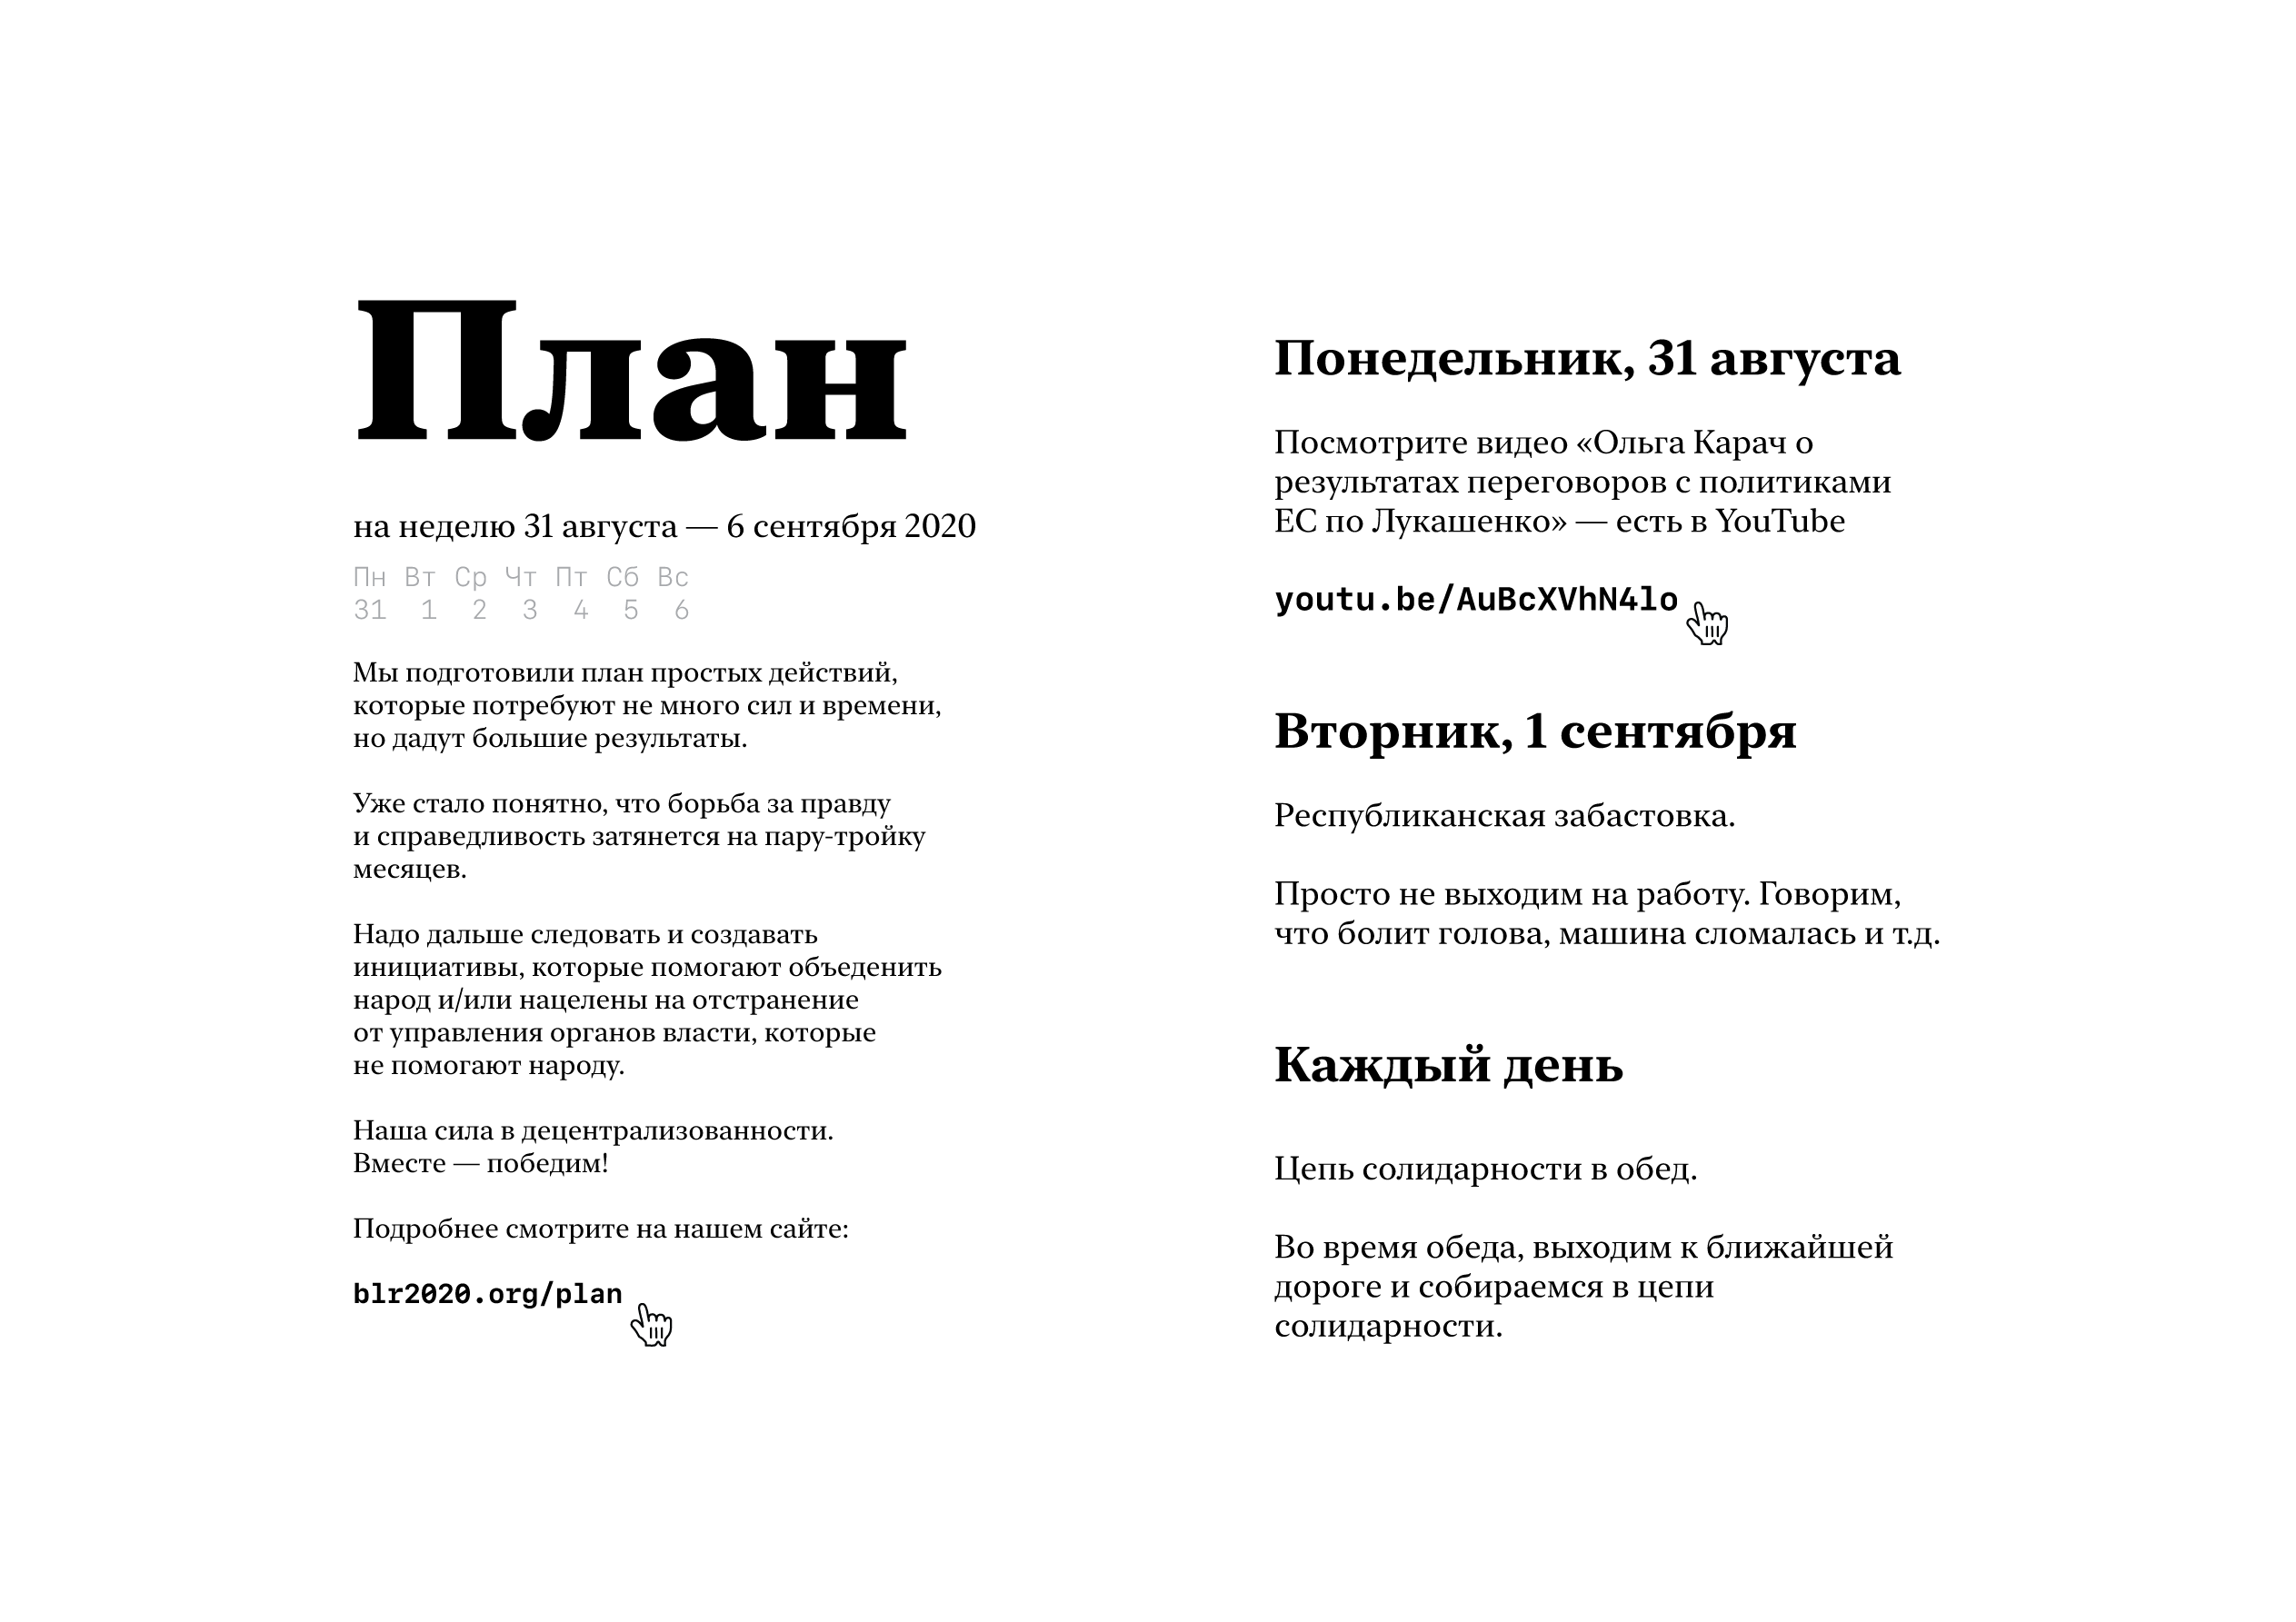 План
на неделю 31 августа — 6 сентября 2020
Пн Вт Ср Чт Пт Сб Вс
31 1 2 3 4 5 6
Мы подготовили план простых действий,
которые потребуют не много сил и времени,
но дадут большие результаты.
Уже стало понятно, что борьба за правду
и справедливость затянется на пару-тройку
месяцев.
Надо дальше следовать и создавать
инициативы, которые помогают объеденить
народ и/или нацелены на отстранение
от управления органов власти, которые
не помогают народу.
Наша сила в децентрализованности.
Вместе — победим!
Подробнее смотрите на нашем сайте:
blr2020.org/plan
Понедельник, 31 августа
Посмотрите видео «Ольга Карач о
результатах переговоров с политиками
ЕС по Лукашенко» — есть в YouTube
youtu.be/AuBcXVhN4lo
Вторник, 1 сентября
Республиканская забастовка.
Просто не выходим на работу. Говорим,
что болит голова, машина сломалась и т.д.
Каждый день
Цепь солидарности в обед.
Во время обеда, выходим к ближайшей
дороге и собираемся в цепи
солидарности.